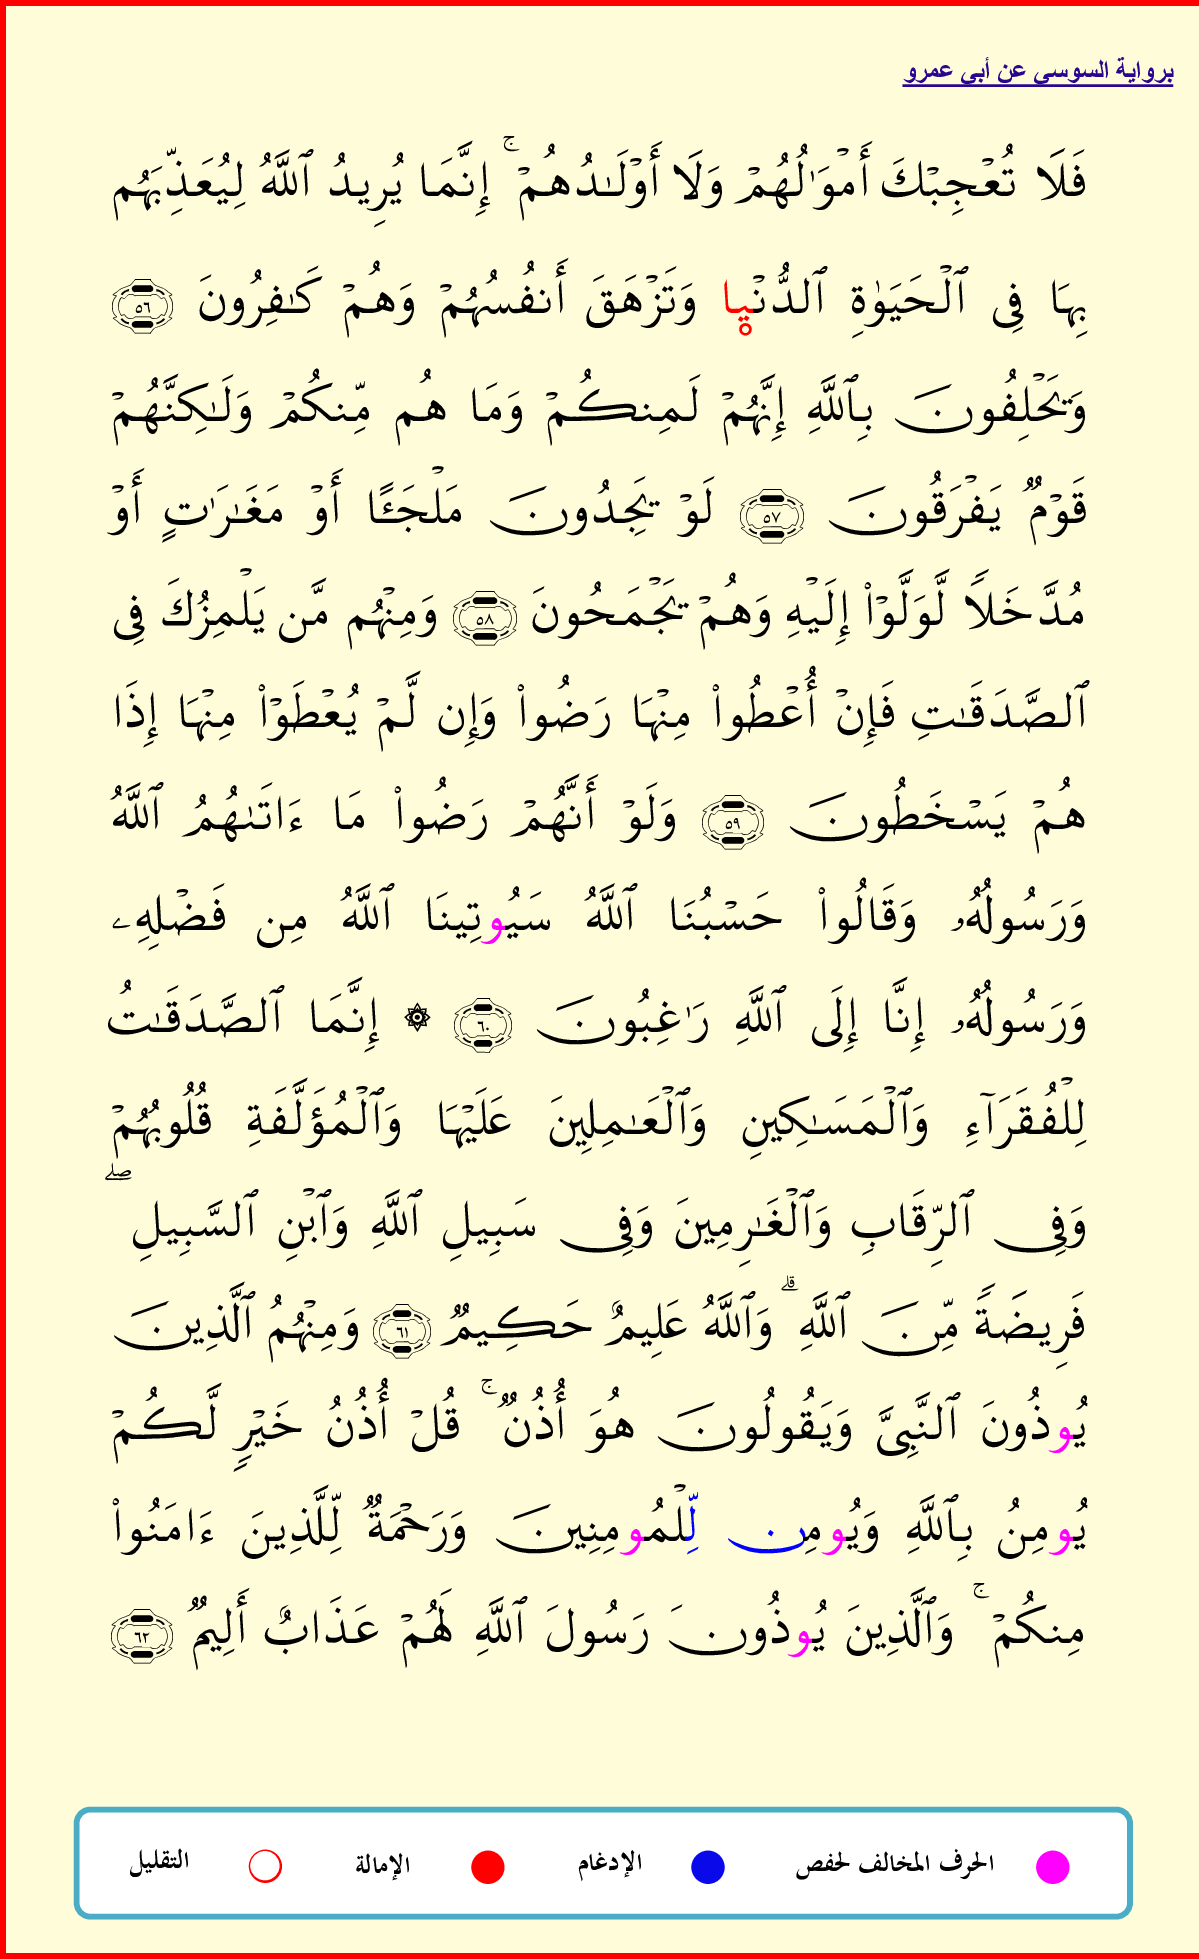 برواية السوسي عن أبي عمرو
فَلَا تُعْجِبْكَ أَمْوَٰلُهُمْ وَلَا أَوْلَـٰدُهُمْ ۚ إِنَّمَا يُرِيدُ ٱللَّهُ لِيُعَذِّبَهُم
بِهَا فِى ٱلْحَيَوٰةِ ٱلدُّنْيا وَتَزْهَقَ أَنفُسُهُمْ وَهُمْ كَـٰفِرُونَ ٥٦
وَيَحْلِفُونَ بِٱللَّهِ إِنَّهُمْ لَمِنكُمْ وَمَا هُم مِّنكُمْ وَلَـٰكِنَّهُمْ
قَوْمٌ يَفْرَقُونَ ٥٧ لَوْ يَجِدُونَ مَلْجَـًٔا أَوْ مَغَـٰرَٰتٍ أَوْ
مُدَّخَلًا لَّوَلَّوْا۟ إِلَيْهِ وَهُمْ يَجْمَحُونَ ٥٨ وَمِنْهُم مَّن يَلْمِزُكَ فِى
ٱلصَّدَقَـٰتِ فَإِنْ أُعْطُوا۟ مِنْهَا رَضُوا۟ وَإِن لَّمْ يُعْطَوْا۟ مِنْهَا إِذَا
هُمْ يَسْخَطُونَ ٥٩ وَلَوْ أَنَّهُمْ رَضُوا۟ مَا ءَاتَىٰهُمُ ٱللَّهُ
وَرَسُولُهُۥ وَقَالُوا۟ حَسْبُنَا ٱللَّهُ سَيُوتِينَا ٱللَّهُ مِن فَضْلِهِۦ
وَرَسُولُهُۥ إِنَّا إِلَى ٱللَّهِ رَٰغِبُونَ ٦٠ ۞ إِنَّمَا ٱلصَّدَقَـٰتُ
لِلْفُقَرَآءِ وَٱلْمَسَـٰكِينِ وَٱلْعَـٰمِلِينَ عَلَيْهَا وَٱلْمُؤَلَّفَةِ قُلُوبُهُمْ
وَفِى ٱلرِّقَابِ وَٱلْغَـٰرِمِينَ وَفِى سَبِيلِ ٱللَّهِ وَٱبْنِ ٱلسَّبِيلِ ۖ
فَرِيضَةً مِّنَ ٱللَّهِ ۗ وَٱللَّهُ عَلِيمٌ حَكِيمٌ ٦١ وَمِنْهُمُ ٱلَّذِينَ
يُوذُونَ ٱلنَّبِىَّ وَيَقُولُونَ هُوَ أُذُنٌ ۚ قُلْ أُذُنُ خَيْرٍ لَّكُمْ
يُومِنُ بِٱللَّهِ وَيُومِن لِّلْمُومِنِينَ وَرَحْمَةٌ لِّلَّذِينَ ءَامَنُوا۟
مِنكُمْ ۚ وَٱلَّذِينَ يُوذُونَ رَسُولَ ٱللَّهِ لَهُمْ عَذَابٌ أَلِيمٌ ٦٢
الحرف المخالف لحفص الإدغام الإمالة التقليل